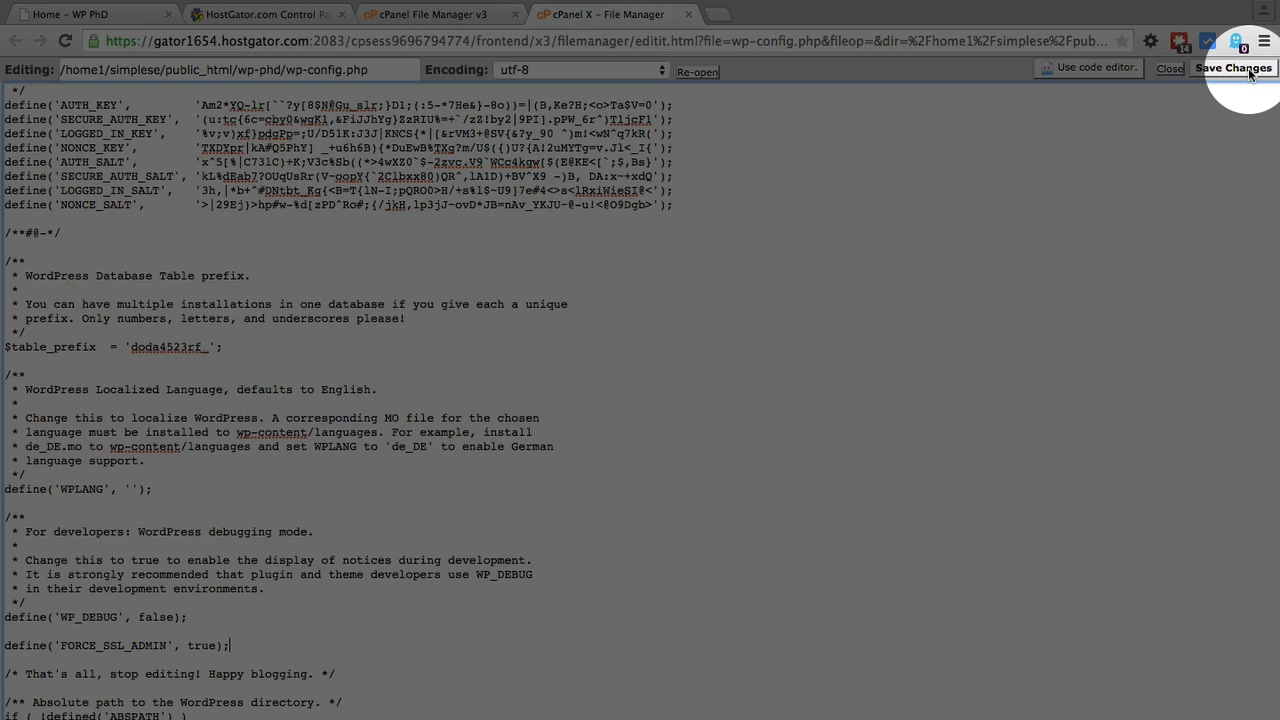 Home – WP PhD
HostGator.com Control Pa
cPanel File Manager v3
cPanel X – File Manager
https://gator1654.hostgator.com:2083/cpsess9696794774/frontend/x3/filemanager/editit.html?file=wp-config.php&fileop=&dir=%2Fhome1%2Fsimplese%2Fpub...
14
0
Editing: /home1/simplese/public_html/wp-phd/wp-config.php
Encoding: utf-8
Re-open
Use code editor.
Close
Save Changes
*/
define('AUTH_KEY',
define('SECURE_AUTH_KEY',
define('LOGGED_IN_KEY',
define('NONCE_KEY',
define('AUTH_SALT',
define('SECURE_AUTH_SALT',
define('LOGGED_IN_SALT',
define('NONCE_SALT',
/**#@-*/
/**
* WordPress Database Table prefix.
*
* You can have multiple installations in one database if you give each a unique
* prefix. Only numbers, letters, and underscores please!
*/
$table_prefix  = 'doda4523rf_';
/**
* WordPress Localized Language, defaults to English.
*
* Change this to localize WordPress. A corresponding MO file for the chosen
* language must be installed to wp-content/languages. For example, install
* de_DE.mo to wp-content/languages and set WPLANG to 'de_DE' to enable German
* language support.
*/
define('WPLANG', '');
/**
* For developers: WordPress debugging mode.
*
* Change this to true to enable the display of notices during development.
* It is strongly recommended that plugin and theme developers use WP_DEBUG
* in their development environments.
*/
define('WP_DEBUG', false);
define('FORCE_SSL_ADMIN', true);
/* That's all, stop editing! Happy blogging. */
/** Absolute path to the WordPress directory. */
if ( !defined('ABSPATH') )